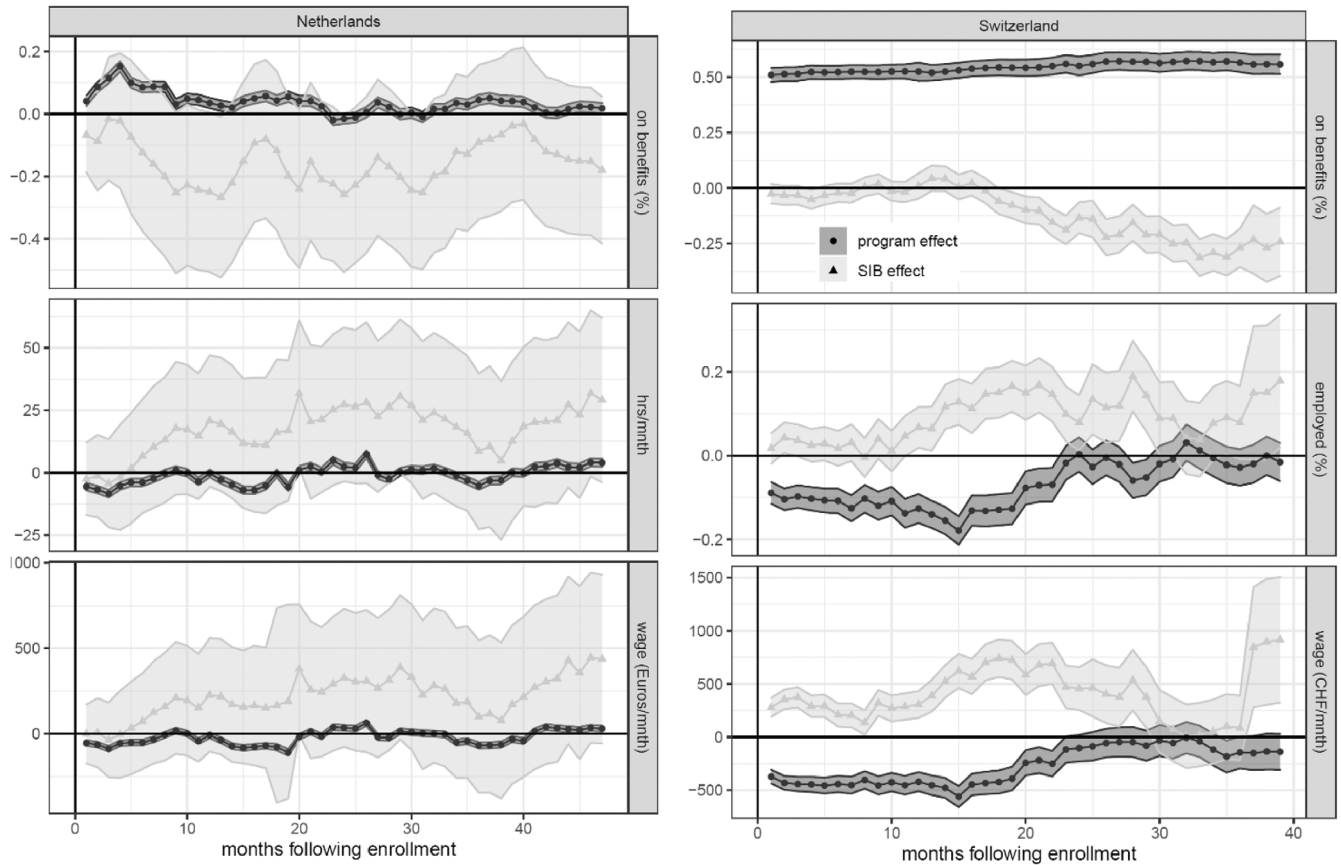 Netherlands
0.2
0.0
−0.2
−0.4
on benefits (%)
50
25
0
−25
hrs/mnth
1000
500
0
wage (Euros/mnth)
0
10
20
30
40
months following enrollment
Switzerland
0.50
0.25
0.00
−0.25
program effect
SIB effect
on benefits (%)
0.2
0.0
−0.2
employed (%)
1500
1000
500
0
−500
wage (CHF/mnth)
0
10
20
30
40
months following enrollment